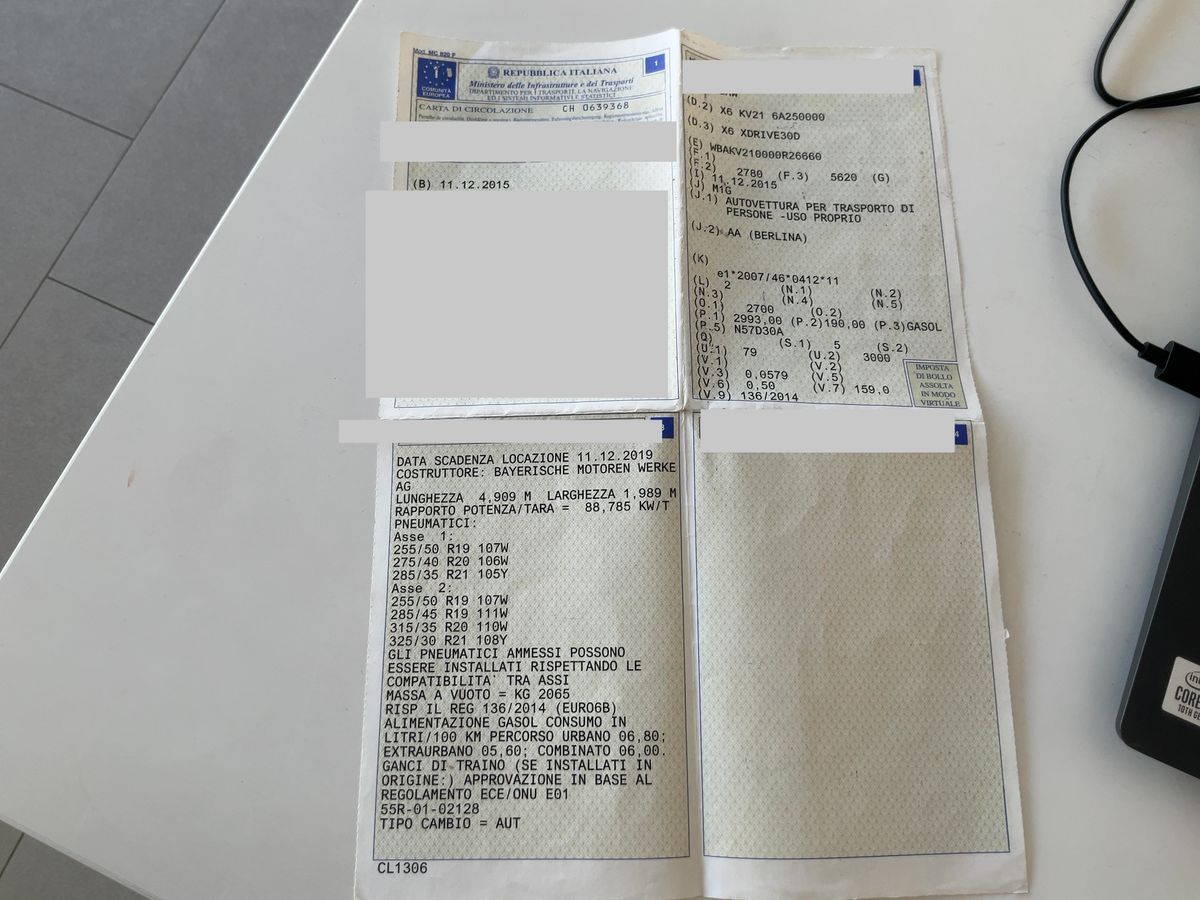 Mod. MC 820 F
1
COMUNITÀ
EUROPEA
REPUBBLICA ITALIANA
Ministero delle Infrastrutture e dei Trasporti
DIPARTIMENTO PER I TRASPORTI, LA NAVIGAZIONE
ED I SISTEMI INFORMATIVI E STATISTICI
1
CARTA DI CIRCOLAZIONE CH 0639368
(B) 11.12.2015
(D.2) X6 KV21 6A250000
(D.3) X6 XDRIVE30D
(E) WBAKV210000R26660
(F.1)
(F.2) 2780 (F.3) 5620 (G)
(I) 11.12.2015
(J) M1G
(J.1) AUTOVETTURA PER TRASPORTO DI
PERSONE -USO PROPRIO
(J.2) AA (BERLINA)
(K)
e1*2007/46*0412*11
(L) 2 (N.1) (N.2)
(N.3) (N.4) (N.5)
(O.1) 2700 (O.2)
(P.1) 2993,00 (P.2)190,00 (P.3)GASOL
(P.5) N57D30A
(Q) (S.1) 5 (S.2)
(U.1) 79 (U.2) 3000
(V.1) (V.2)
(V.3) 0,0579 (V.5)
(V.6) 0,50 (V.7) 159,0
(V.9) 136/2014
IMPOSTA
DI BOLLO
ASSOLTA
IN MODO
VIRTUALE
3
DATA SCADENZA LOCAZIONE 11.12.2019
COSTRUTTORE: BAYERISCHE MOTOREN WERKE
AG
LUNGHEZZA 4,909 M LARGHEZZA 1,989 M
RAPPORTO POTENZA/TARA = 88,785 KW/T
PNEUMATICI:
Asse 1:
255/50 R19 107W
275/40 R20 106W
285/35 R21 105Y
Asse 2:
255/50 R19 107W
285/45 R19 111W
315/35 R20 110W
325/30 R21 108Y
GLI PNEUMATICI AMMESSI POSSONO
ESSERE INSTALLATI RISPETTANDO LE
COMPATIBILITA` TRA ASSI
MASSA A VUOTO = KG 2065
RISP IL REG 136/2014 (EURO6B)
ALIMENTAZIONE GASOL CONSUMO IN
LITRI/100 KM PERCORSO URBANO 06,80;
EXTRAURBANO 05,60; COMBINATO 06,00.
GANCI DI TRAINO (SE INSTALLATI IN
ORIGINE:) APPROVAZIONE IN BASE AL
REGOLAMENTO ECE/ONU E01
55R-01-02128
TIPO CAMBIO = AUT
CL1306
4
CORE
10TH GE